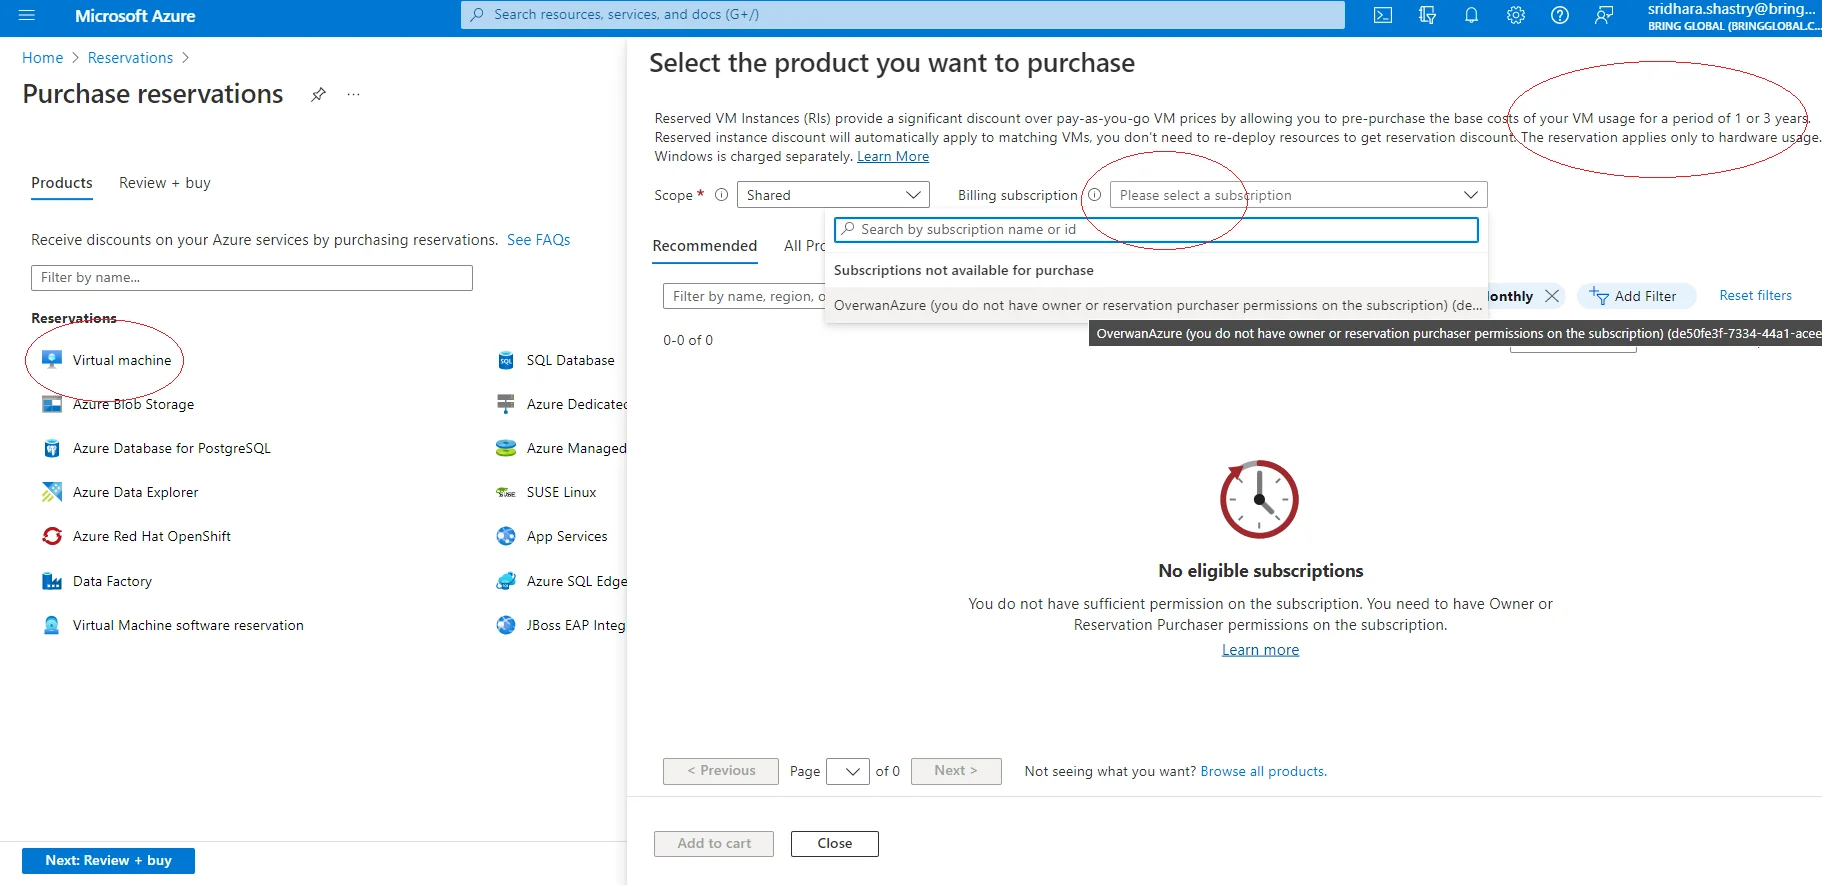 Microsoft Azure
Search resources, services, and docs (G+/)
sridhara.shastry@bring...
BRING GLOBAL (BRINGGLOBAL.C...
Home > Reservations >
Purchase reservations
...
Products
Review + buy
Receive discounts on your Azure services by purchasing reservations. See FAQs
Filter by name...
Reservations
Virtual machine
SQL Database
Azure Blob Storage
Azure Dedicated
Azure Database for PostgreSQL
Azure Managed
Azure Data Explorer
SUSE Linux
Azure Red Hat OpenShift
App Services
Data Factory
Azure SQL Edge
Virtual Machine software reservation
JBoss EAP Integ
Next: Review + buy
Select the product you want to purchase
Reserved VM Instances (RIs) provide a significant discount over pay-as-you-go VM prices by allowing you to pre-purchase the base costs of your VM usage for a period of 1 or 3 years.
Reserved instance discount will automatically apply to matching VMs, you don't need to re-deploy resources to get reservation discount. The reservation applies only to hardware usage.
Windows is charged separately. Learn More
Scope *
Shared
Billing subscription
Please select a subscription
Search by subscription name or id
Recommended
All Pro
Subscriptions not available for purchase
Filter by name, region, o
OverwanAzure (you do not have owner or reservation purchaser permissions on the subscription) (de...
onthly
Add Filter
Reset filters
OverwanAzure (you do not have owner or reservation purchaser permissions on the subscription) (de50fe3f-7334-44a1-acee
0-0 of 0
No eligible subscriptions
You do not have sufficient permission on the subscription. You need to have Owner or
Reservation Purchaser permissions on the subscription.
Learn more
< Previous
Page
of 0
Next >
Not seeing what you want? Browse all products.
Add to cart
Close